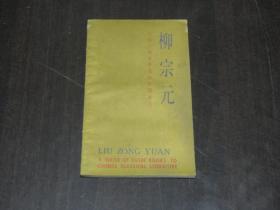 柳宗元
LIU ZONG YUAN
A SERIES OF GUIDE BOOKS TO
CHINESE CLASSICAL LITERATURE